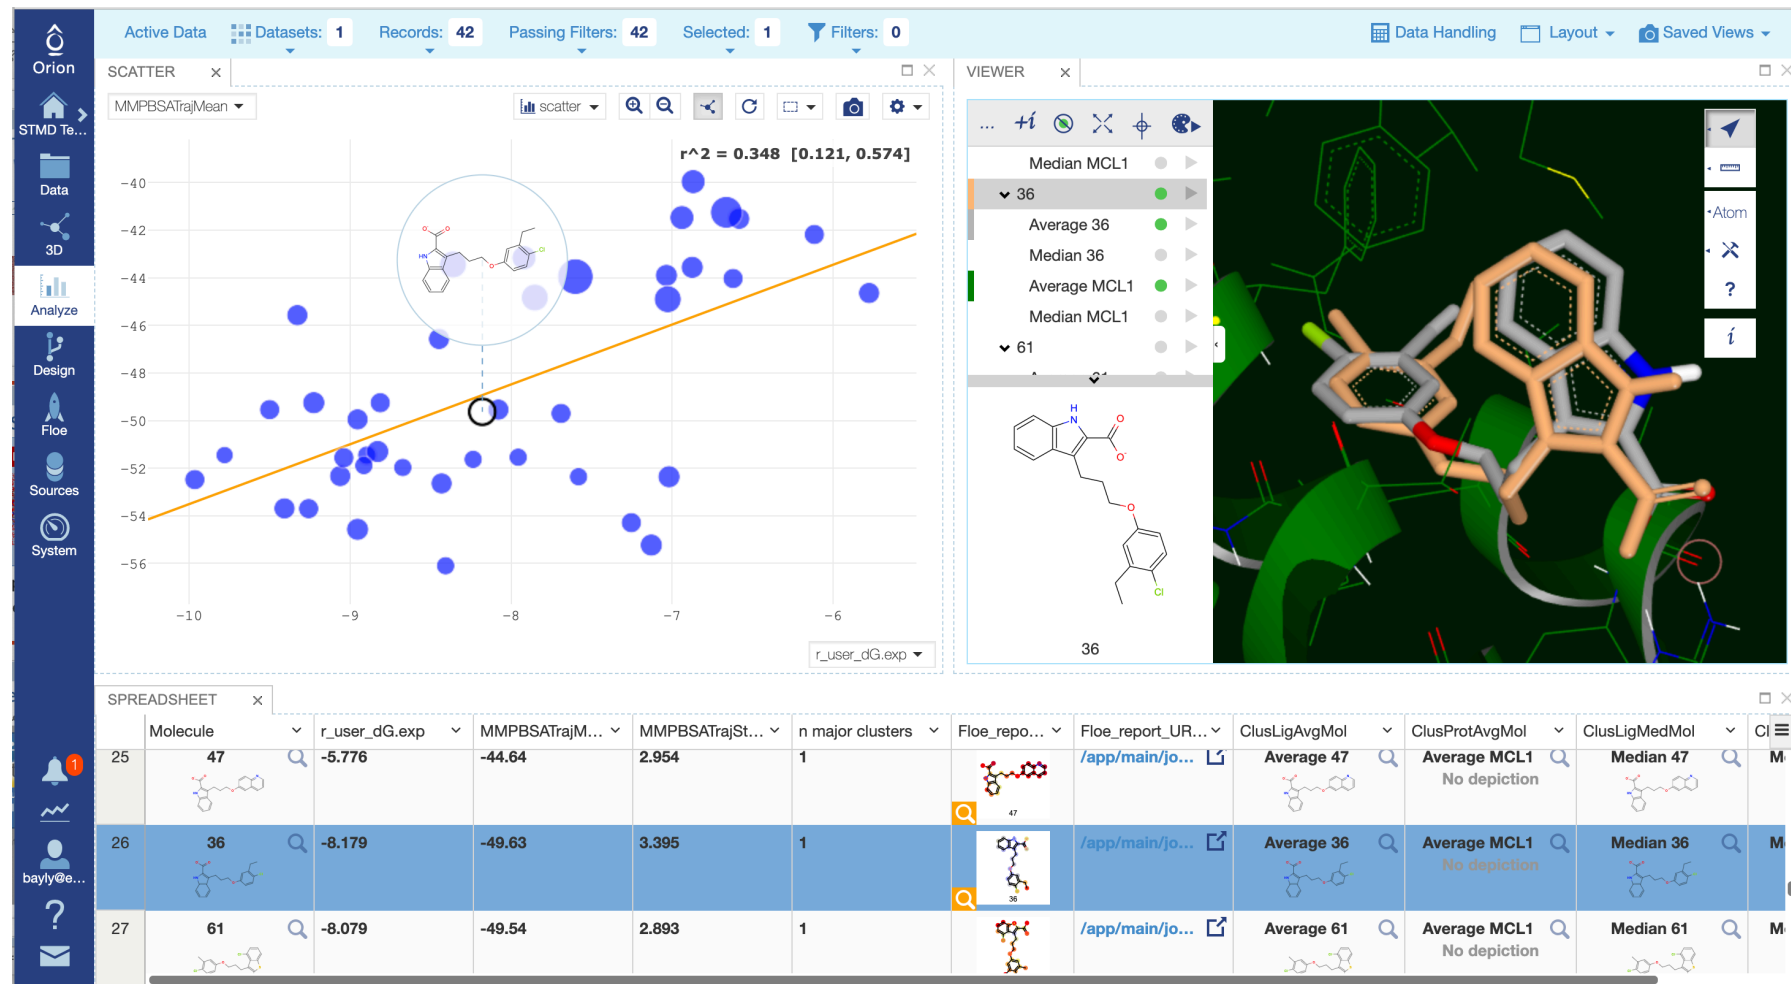 Orion
STMD Te...
Data
3D
Analyze
Design
Floe
Sources
System
1
bayly@e...
Active Data
Datasets: 1
Records: 42
Passing Filters: 42
Selected: 1
Filters: 0
Data Handling
Layout
Saved Views
SCATTER
MMPBSATrajMean
scatter
r^2 = 0.348 [0.121, 0.574]
−40
−42
−44
−46
−48
−50
−52
−54
−56
−10
−9
−8
−7
−6
r_user_dG.exp
HN
O
O-
O
Cl
VIEWER
... +i
Median MCL1
36
Average 36
Median 36
Average MCL1
Median MCL1
61
H
N
O
O-
O
Cl
36
Atom
?
i
SPREADSHEET
Molecule
r_user_dG.exp
MMPBSATrajM...
MMPBSATrajSt...
n major clusters
Floe_repo...
Floe_report_UR...
ClusLigAvgMol
ClusProtAvgMol
ClusLigMedMol
Cl
25
47
-5.776
-44.64
2.954
1
47
/app/main/jo...
Average 47
Average MCL1
No depiction
Median 47
M
26
36
-8.179
-49.63
3.395
1
36
/app/main/jo...
Average 36
Average MCL1
No depiction
Median 36
M
27
61
-8.079
-49.54
2.893
1
/app/main/jo...
Average 61
Average MCL1
No depiction
Median 61
M